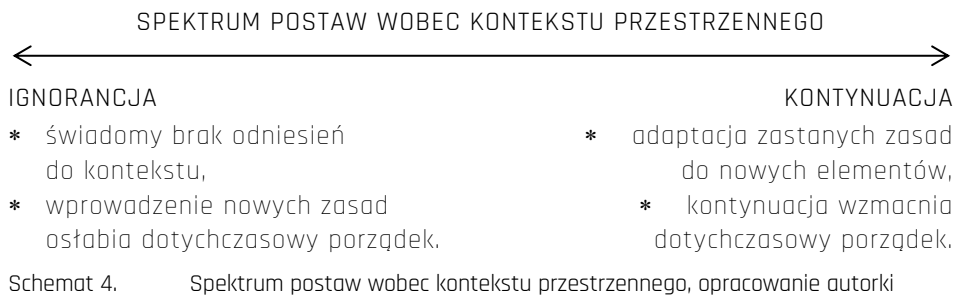 SPEKTRUM POSTAW WOBEC KONTEKSTU PRZESTRZENNEGO
IGNORANCJA
* świadomy brak odniesień
do kontekstu,
* wprowadzenie nowych zasad
osłabia dotychczasowy porządek.
KONTYNUACJA
* adaptacja zastanych zasad
do nowych elementów,
* kontynuacja wzmacnia
dotychczasowy porządek.
Schemat 4. Spektrum postaw wobec kontekstu przestrzennego, opracowanie autorki